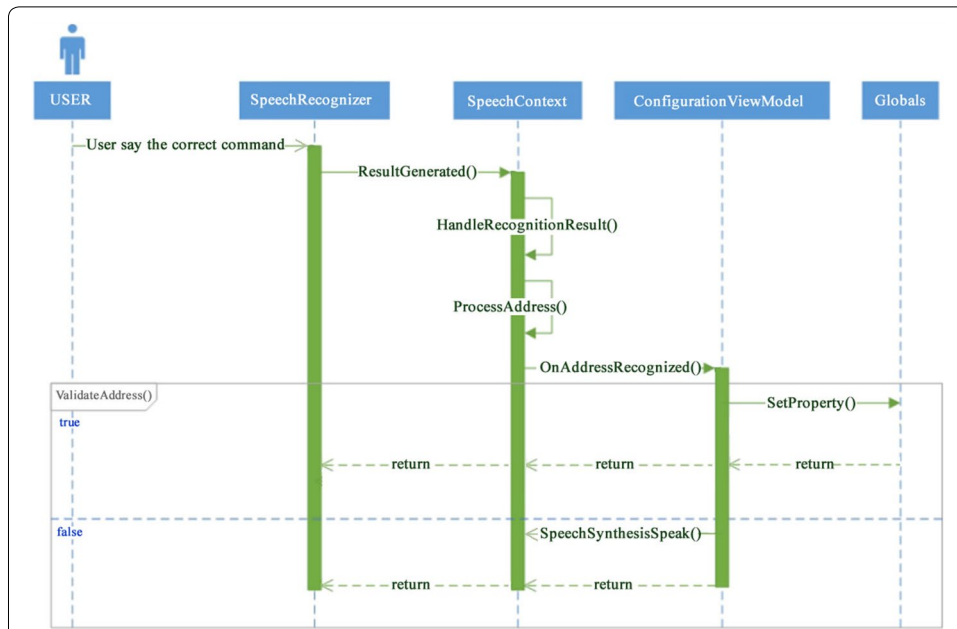 USER
SpeechRecognizer
SpeechContext
ConfigurationViewModel
Globals
User say the correct command
ResultGenerated()
HandleRecognitionResult()
ProcessAddress()
OnAddressRecognized()
ValidateAddress()
SetProperty()
true
return
return
return
false
SpeechSynthesisSpeak()
return
return